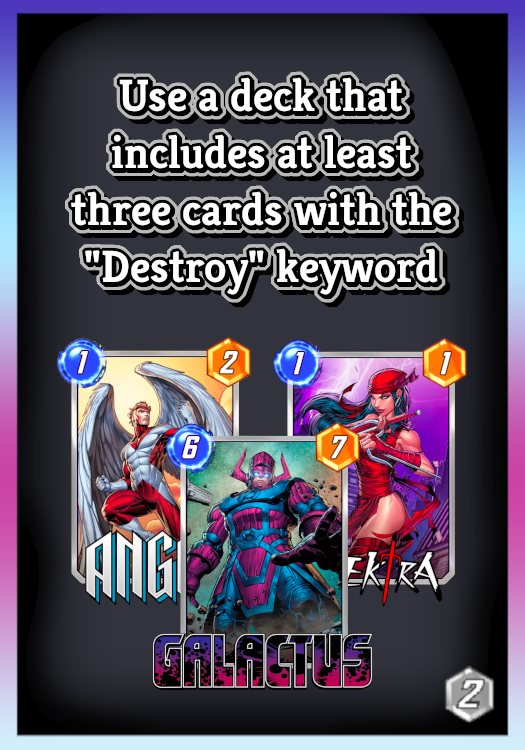 Use a deck that
includes at least
three cards with the
"Destroy" keyword
1 2
1 1
6 7
ANG
EKTRA
GALACTUS
2